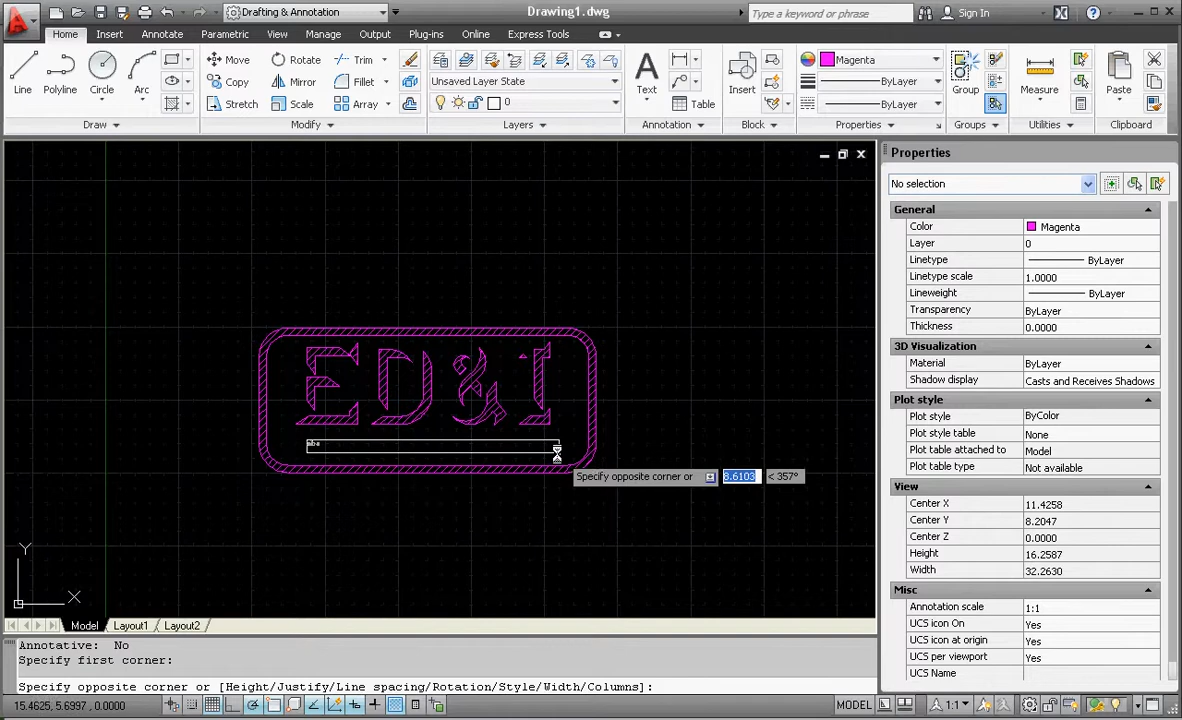 Drafting & Annotation
Drawing1.dwg
Type a keyword or phrase
Sign In
Home Insert Annotate Parametric View Manage Output Plug-ins Online Express Tools
Line Polyline Circle Arc
Move Rotate Trim
Copy Mirror Fillet
Stretch Scale Array
Unsaved Layer State
0
Text
Table
Insert
Magenta
ByLayer
ByLayer
Group
Measure
Paste
Draw Modify Layers Annotation Block Properties Groups Utilities Clipboard
ED&I
abc
Specify opposite corner or 8.6103 < 357°
Y
X
Properties
No selection
General
Color Magenta
Layer 0
Linetype ByLayer
Linetype scale 1.0000
Lineweight ByLayer
Transparency ByLayer
Thickness 0.0000
3D Visualization
Material ByLayer
Shadow display Casts and Receives Shadows
Plot style
Plot style ByColor
Plot style table None
Plot table attached to Model
Plot table type Not available
View
Center X 11.4258
Center Y 8.2047
Center Z 0.0000
Height 16.2587
Width 32.2630
Misc
Annotation scale 1:1
UCS icon On Yes
UCS icon at origin Yes
UCS per viewport Yes
UCS Name
Model Layout1 Layout2
Annotative: No
Specify first corner:
Specify opposite corner or [Height/Justify/Line spacing/Rotation/Style/Width/Columns]:
15.4625, 5.6997, 0.0000
MODEL
1:1